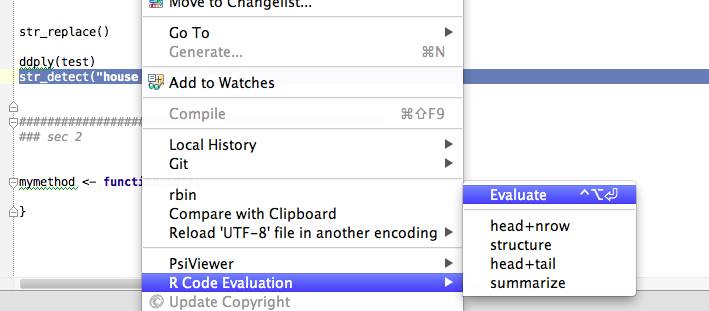 Move to Changelist...
str_replace()
Go To
Generate... ⌘N
ddply(test)
str_detect("house
Add to Watches
Compile ⌘⇧F9
### sec 2
Local History
Git
mymethod <- function
rbin
Evaluate ^⌥⏎
Compare with Clipboard
}
Reload 'UTF-8' file in another encoding
head+nrow
structure
PsiViewer
head+tail
R Code Evaluation
summarize
© Update Copyright